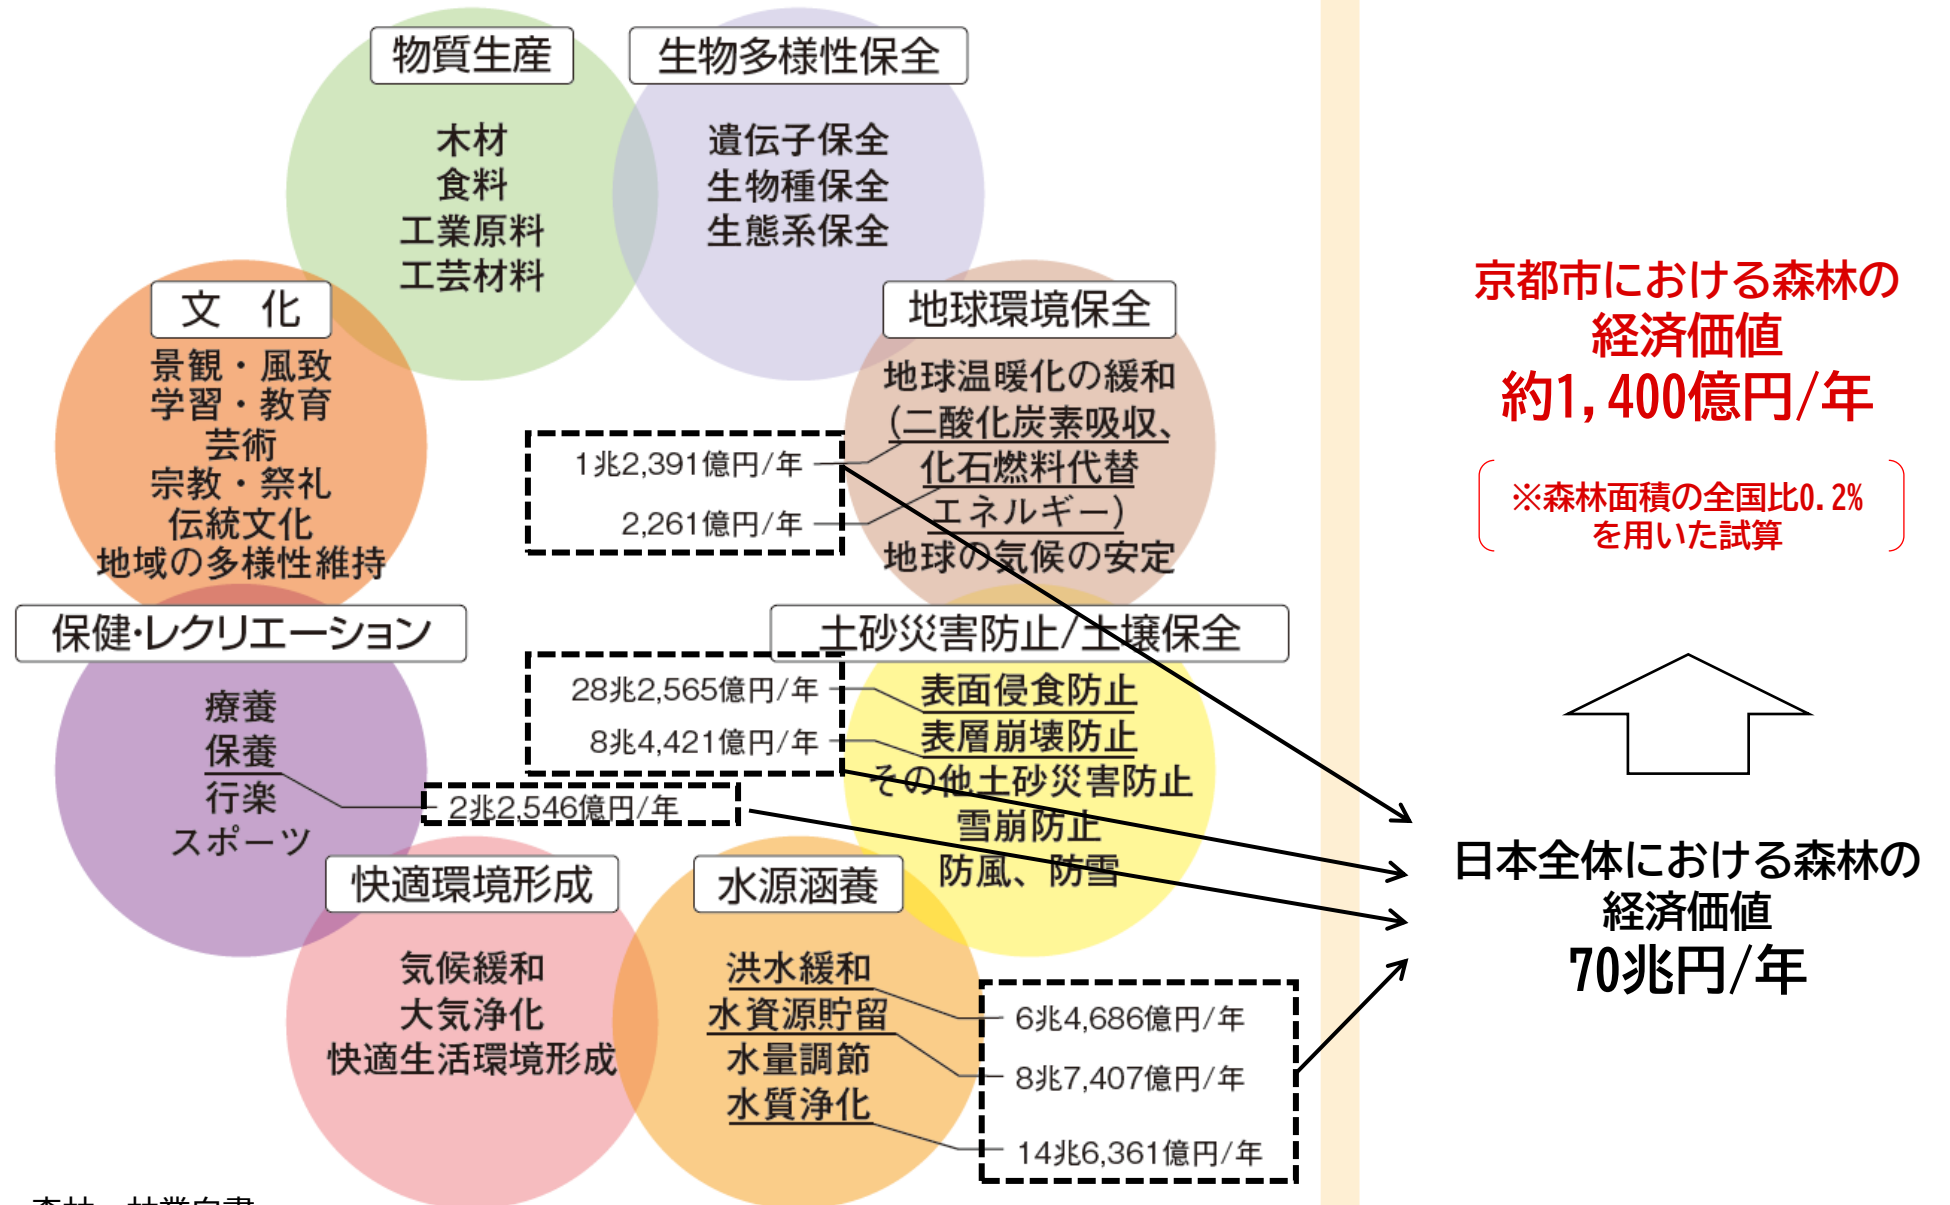 物質生産
木材
食料
工業原料
工芸材料
生物多様性保全
遺伝子保全
生物種保全
生態系保全
文　化
景観・風致
学習・教育
芸術
宗教・祭礼
伝統文化
地域の多様性維持
地球環境保全
地球温暖化の緩和
(二酸化炭素吸収、
化石燃料代替
エネルギー)
地球の気候の安定
1兆2,391億円/年
2,261億円/年
保健・レクリエーション
療養
保養
行楽
スポーツ
2兆2,546億円/年
土砂災害防止/土壌保全
表面侵食防止
表層崩壊防止
その他土砂災害防止
雪崩防止
防風、防雪
28兆2,565億円/年
8兆4,421億円/年
快適環境形成
気候緩和
大気浄化
快適生活環境形成
水源涵養
洪水緩和
水資源貯留
水量調節
水質浄化
6兆4,686億円/年
8兆7,407億円/年
14兆6,361億円/年
京都市における森林の
経済価値
約1,400億円/年
※森林面積の全国比0.2%
を用いた試算
日本全体における森林の
経済価値
70兆円/年